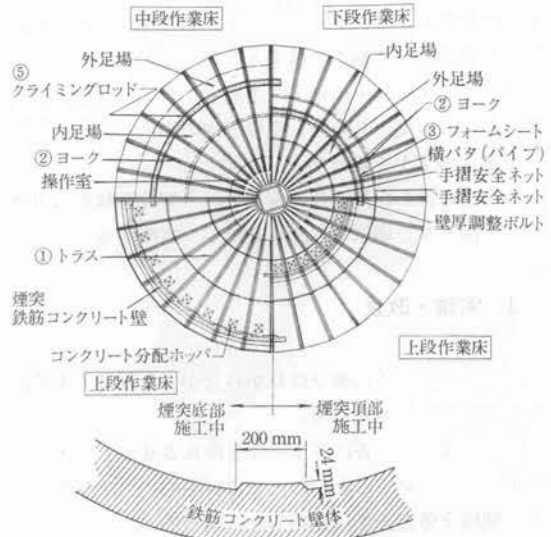 中段作業床
下段作業床
外足場
⑤
クライミングロッド
内足場
②ヨーク
操作室
①トラス
煙突
鉄筋コンクリート壁
コンクリート分配ホッパー
上段作業床
内足場
外足場
②ヨーク
③フォームシート
横バタ(パイプ)
手摺安全ネット
手摺安全ネット
壁厚調整ボルト
上段作業床
煙突底部
施工中
煙突頂部
施工中
200 mm
24 mm
鉄筋コンクリート壁体